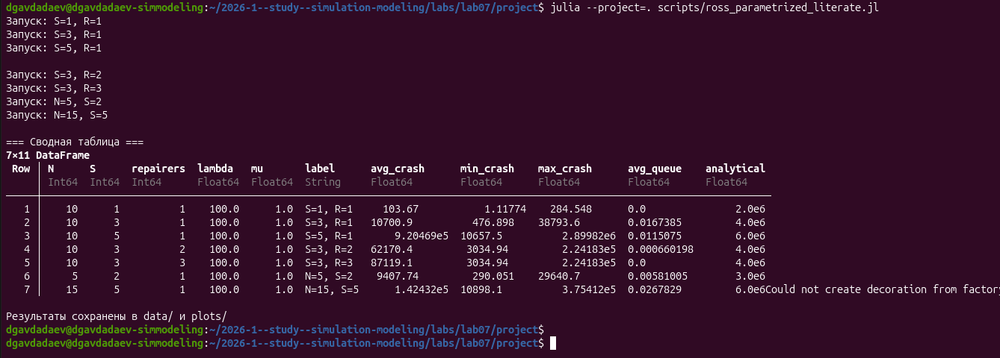 dgavdadaev@dgavdadaev-simmodeling:~/2026-1--study--simulation-modeling/labs/lab07/project$ julia --project=. scripts/ross_parametrized_literate.jl
Запуск: S=1, R=1
Запуск: S=3, R=1
Запуск: S=5, R=1
Запуск: S=3, R=2
Запуск: S=3, R=3
Запуск: N=5, S=2
Запуск: N=15, S=5
=== Сводная таблица ===
7×11 DataFrame
Row N S repairers lambda mu label avg_crash min_crash max_crash avg_queue analytical
Int64 Int64 Int64 Float64 Float64 String Float64 Float64 Float64 Float64 Float64
1 10 1 1 100.0 1.0 S=1, R=1 103.67 1.11774 284.548 0.0 2.0e6
2 10 3 1 100.0 1.0 S=3, R=1 10700.9 476.898 38793.6 0.0167385 4.0e6
3 10 5 1 100.0 1.0 S=5, R=1 9.20469e5 10657.5 2.89982e6 0.0115075 6.0e6
4 10 3 2 100.0 1.0 S=3, R=2 62170.4 3034.94 2.24183e5 0.000660198 4.0e6
5 10 3 3 100.0 1.0 S=3, R=3 87119.1 3034.94 2.24183e5 0.0 4.0e6
6 5 2 1 100.0 1.0 N=5, S=2 9407.74 290.051 29640.7 0.00581005 3.0e6
7 15 5 1 100.0 1.0 N=15, S=5 1.42432e5 10898.1 3.75412e5 0.0267829 6.0e6Could not create decoration from factory
Результаты сохранены в data/ и plots/
dgavdadaev@dgavdadaev-simmodeling:~/2026-1--study--simulation-modeling/labs/lab07/project$
dgavdadaev@dgavdadaev-simmodeling:~/2026-1--study--simulation-modeling/labs/lab07/project$